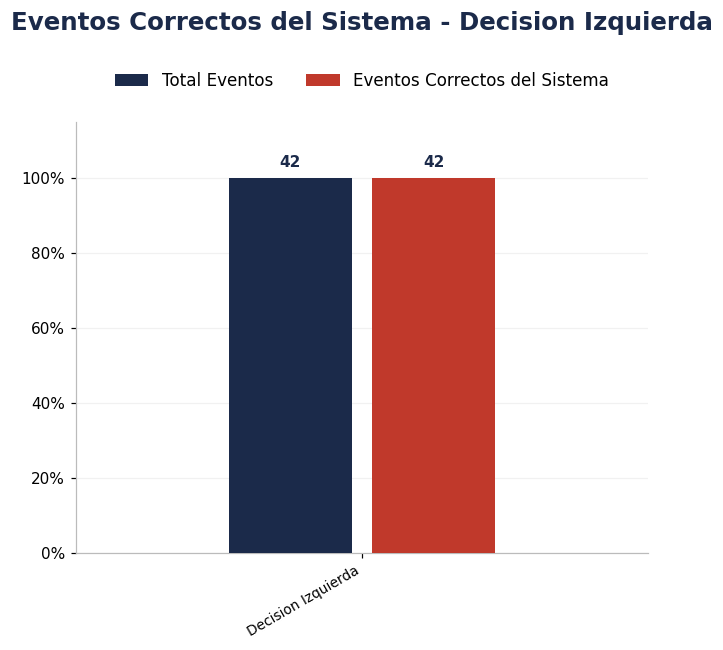 Eventos Correctos del Sistema - Decision Izquierda
Total Eventos
Eventos Correctos del Sistema
42
42
100%
80%
60%
40%
20%
0%
Decision Izquierda